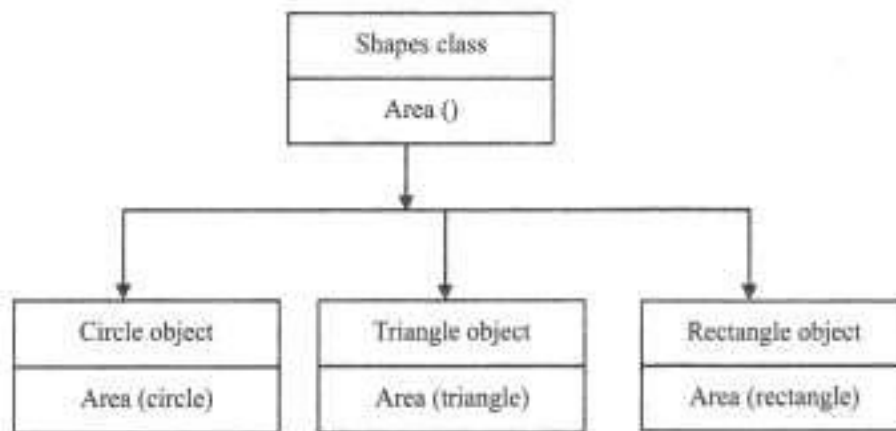 Shapes class
Area ()
Circle object
Area (circle)
Triangle object
Area (triangle)
Rectangle object
Area (rectangle)